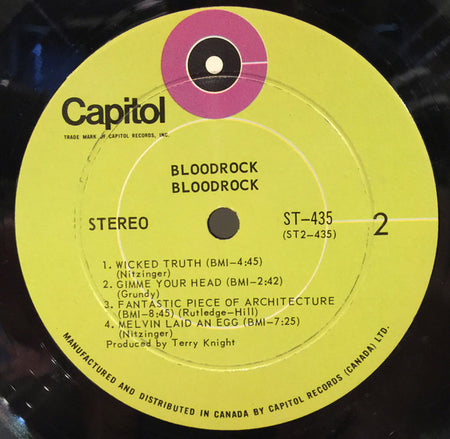 Capitol
TRADE MARK OF CAPITOL RECORDS, INC.
BLOODROCK
BLOODROCK
STEREO
ST-435
(ST2-435)
2
1. WICKED TRUTH (BMI-4:45)
(Nitzinger)
2. GIMME YOUR HEAD (BMI-2:42)
(Grundy)
3. FANTASTIC PIECE OF ARCHITECTURE
(BMI-8:45) (Rutledge-Hill)
4. MELVIN LAID AN EGG (BMI-7:25)
(Nitzinger)
Produced by Terry Knight
MANUFACTURED AND DISTRIBUTED IN CANADA BY CAPITOL RECORDS (CANADA) LTD.